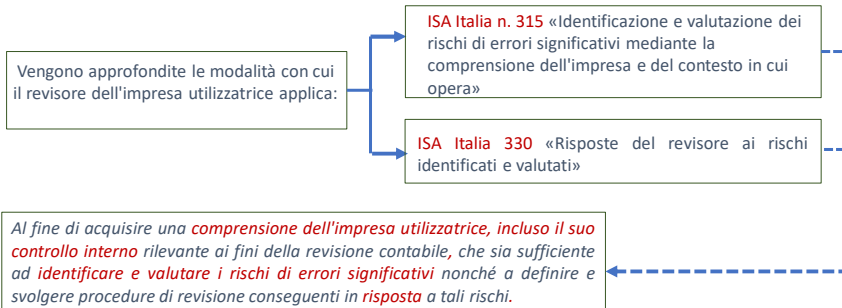 Vengono approfondite le modalità con cui
il revisore dell'impresa utilizzatrice applica:
ISA Italia n. 315 «Identificazione e valutazione dei
rischi di errori significativi mediante la
comprensione dell'impresa e del contesto in cui
opera»
ISA Italia 330 «Risposte del revisore ai rischi
identificati e valutati»
Al fine di acquisire una comprensione dell'impresa utilizzatrice, incluso il suo
controllo interno rilevante ai fini della revisione contabile, che sia sufficiente
ad identificare e valutare i rischi di errori significativi nonché a definire e
svolgere procedure di revisione conseguenti in risposta a tali rischi.